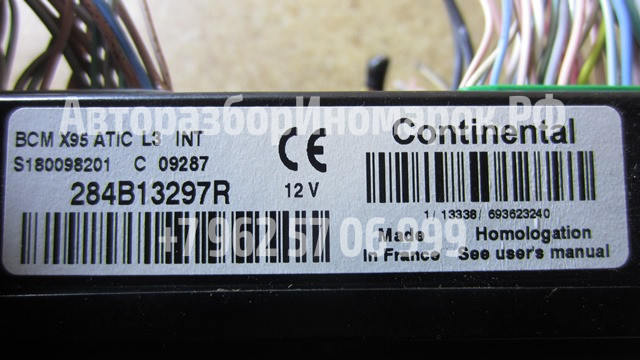 АвторазборИномарок.РФ
BCM X95 ATIC L3 INT
S180098201 C 09287
284B13297R
CE
12 V
Continental
1/ 13338/ 693623240
Made Homologation
In France See user's manual